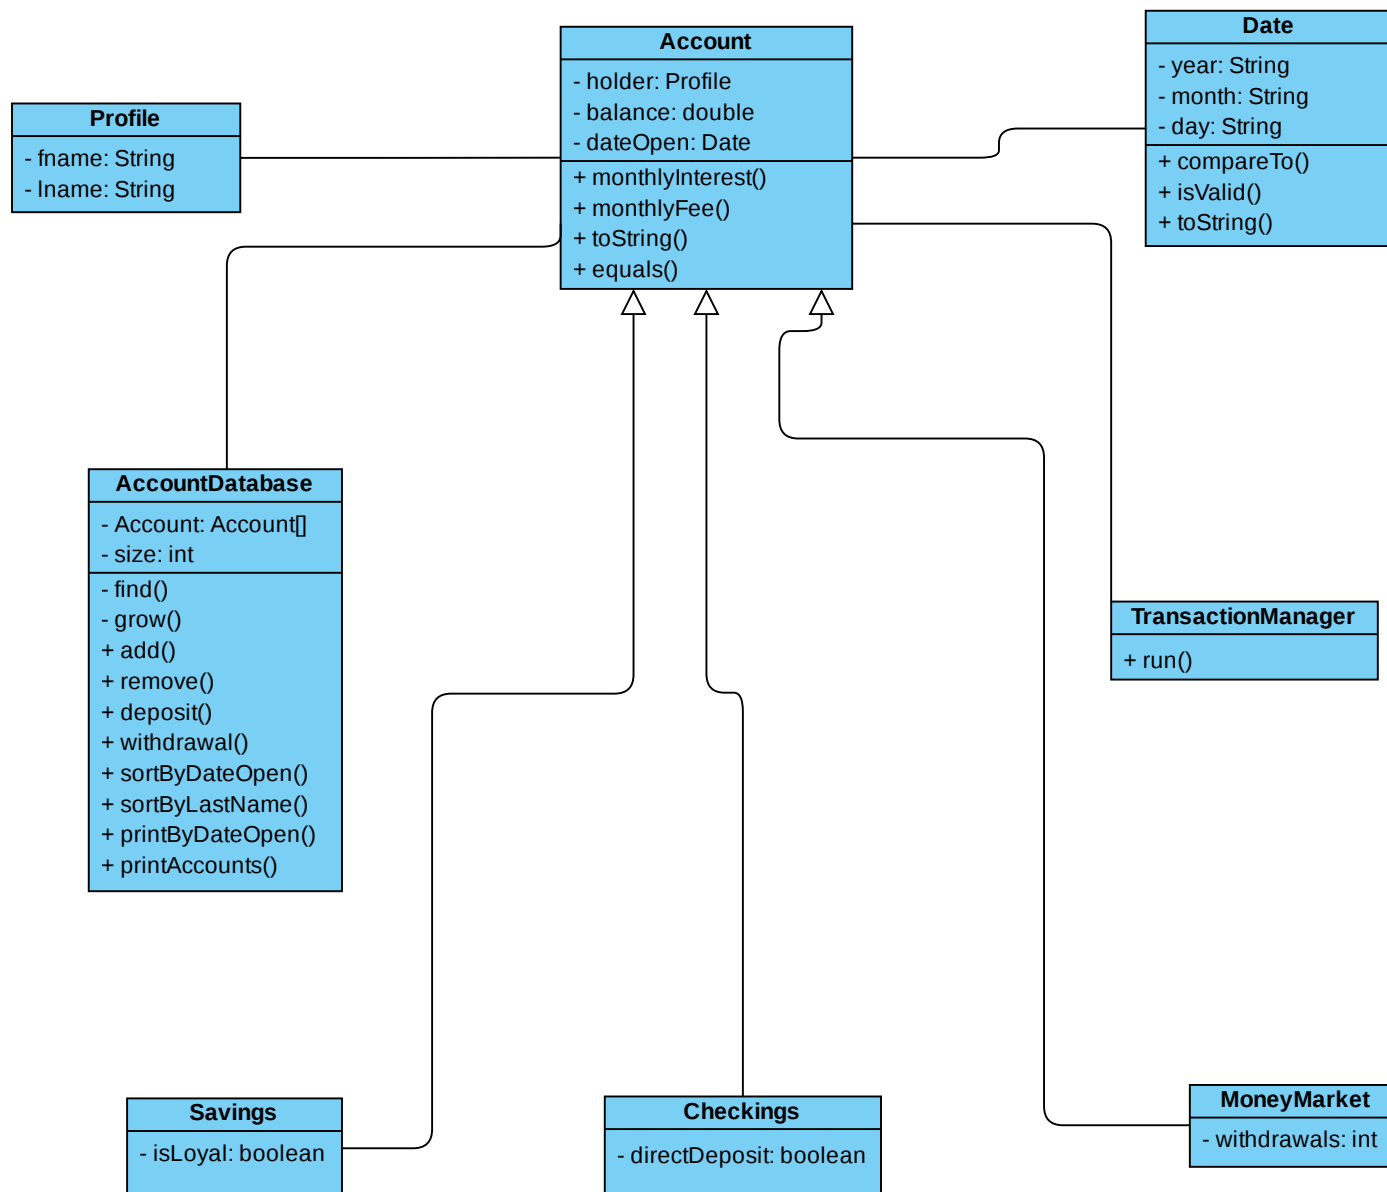 Account
- holder: Profile
- balance: double
- dateOpen: Date
+ monthlyInterest()
+ monthlyFee()
+ toString()
+ equals()
Date
- year: String
- month: String
- day: String
+ compareTo()
+ isValid()
+ toString()
Profile
- fname: String
- lname: String
AccountDatabase
- Account: Account[]
- size: int
- find()
- grow()
+ add()
+ remove()
+ deposit()
+ withdrawal()
+ sortByDateOpen()
+ sortByLastName()
+ printByDateOpen()
+ printAccounts()
TransactionManager
+ run()
Savings
- isLoyal: boolean
Checkings
- directDeposit: boolean
MoneyMarket
- withdrawals: int